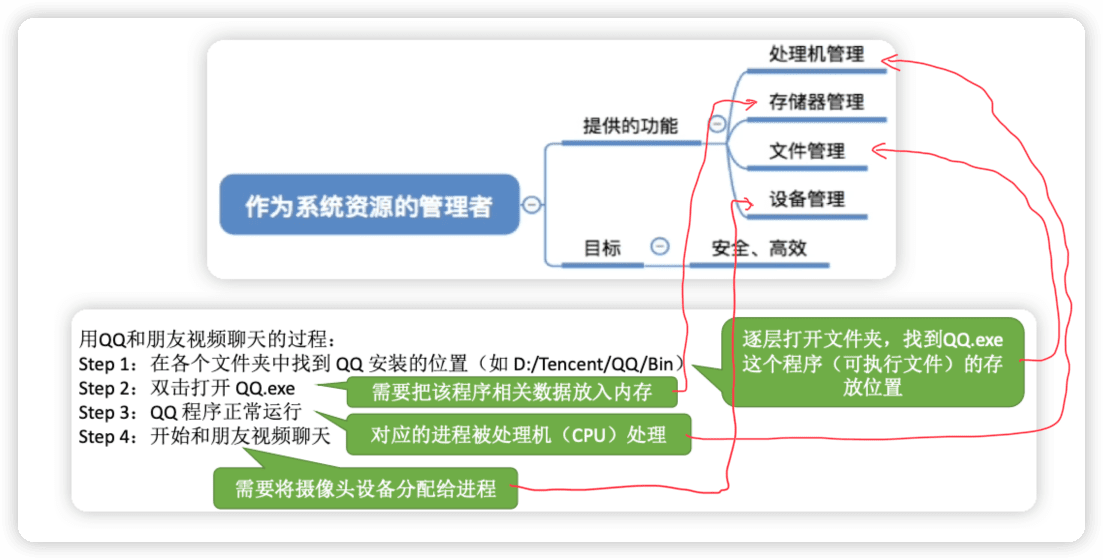 处理机管理
存储器管理
提供的功能
文件管理
作为系统资源的管理者
设备管理
目标
安全、高效
用QQ和朋友视频聊天的过程：
Step 1：在各个文件夹中找到 QQ 安装的位置（如 D:/Tencent/QQ/Bin）
逐层打开文件夹，找到QQ.exe
这个程序（可执行文件）的存
放位置
Step 2：双击打开 QQ.exe
需要把该程序相关数据放入内存
Step 3：QQ 程序正常运行
对应的进程被处理机（CPU）处理
Step 4：开始和朋友视频聊天
需要将摄像头设备分配给进程